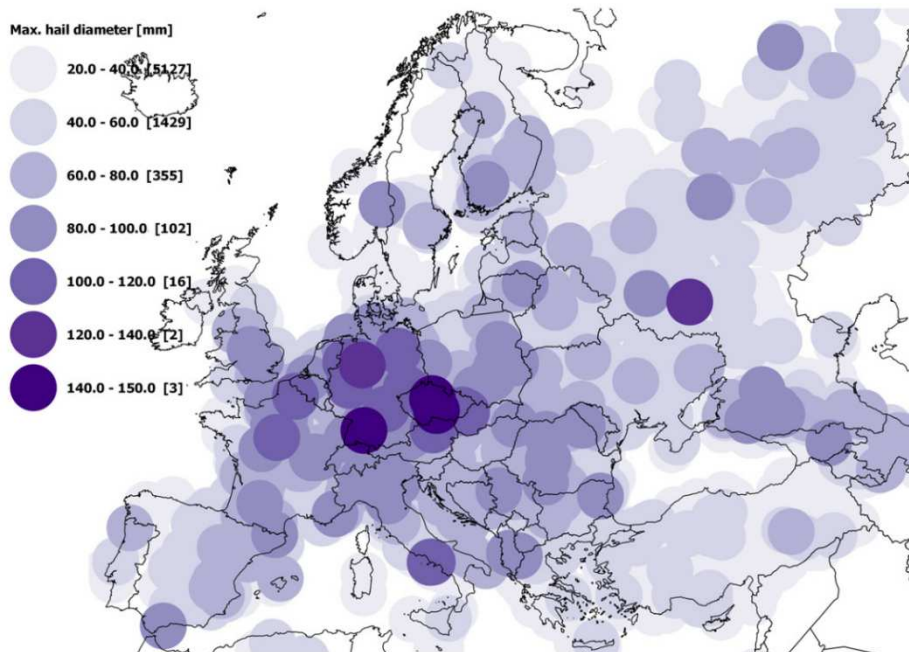 Max. hail diameter [mm]
20.0 - 40.0 [5127]
40.0 - 60.0 [1429]
60.0 - 80.0 [355]
80.0 - 100.0 [102]
100.0 - 120.0 [16]
120.0 - 140.0 [2]
140.0 - 150.0 [3]